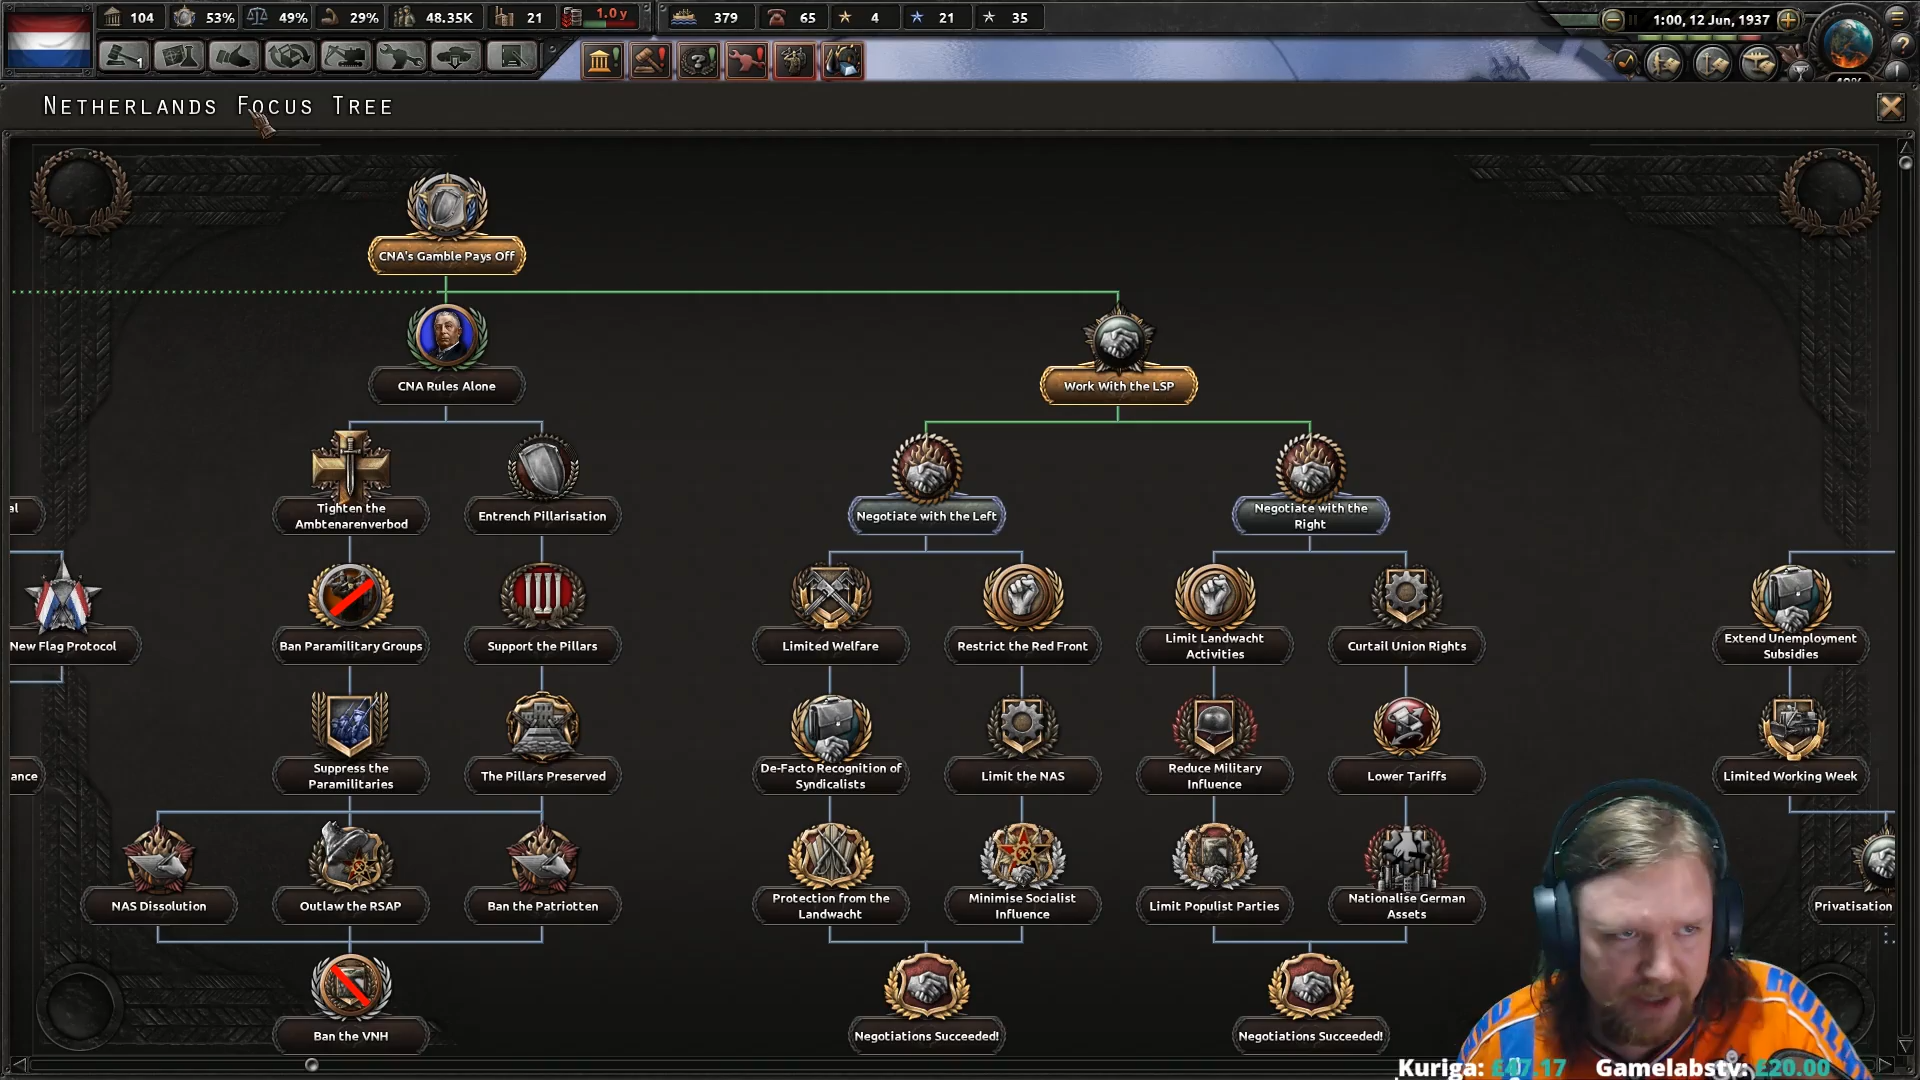 104
53%
49%
29%
48.35K
21
1.0 y
379
65
4
21
35
1:00, 12 Jun, 1937
1
Netherlands Focus Tree
CNA's Gamble Pays Off
CNA Rules Alone
Work With the LSP
Tighten the
Ambtenarenverbod
Entrench Pillarisation
Negotiate with the Left
Negotiate with the
Right
al
New Flag Protocol
Ban Paramilitary Groups
Support the Pillars
Limited Welfare
Restrict the Red Front
Limit Landwacht
Activities
Curtail Union Rights
Extend Unemployment
Subsidies
ance
Suppress the
Paramilitaries
The Pillars Preserved
De-Facto Recognition of
Syndicalists
Limit the NAS
Reduce Military
Influence
Lower Tariffs
Limited Working Week
NAS Dissolution
Outlaw the RSAP
Ban the Patriotten
Protection from the
Landwacht
Minimise Socialist
Influence
Limit Populist Parties
Nationalise German
Assets
Privatisation
Ban the VNH
Negotiations Succeeded!
Negotiations Succeeded!
Kuriga: £47.17 Gamelabstv: £20.00